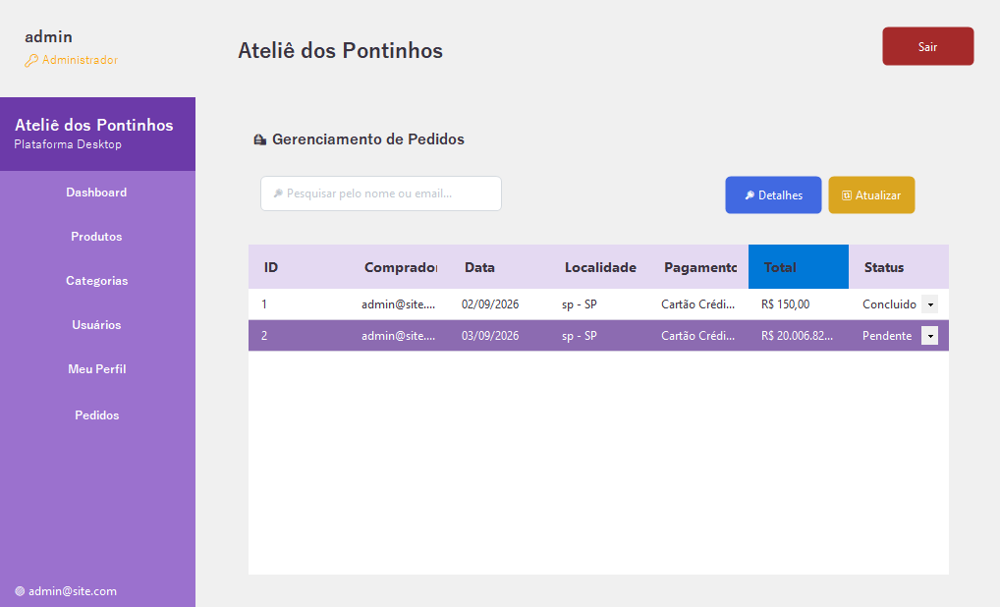 admin
Administrador
Ateliê dos Pontinhos
Sair
Ateliê dos Pontinhos
Plataforma Desktop
Dashboard
Produtos
Categorias
Usuários
Meu Perfil
Pedidos
admin@site.com
Gerenciamento de Pedidos
Pesquisar pelo nome ou email...
Detalhes
Atualizar
ID Comprador Data Localidade Pagamento Total Status
1 admin@site.... 02/09/2026 sp - SP Cartão Crédi... R$ 150,00 Concluido
2 admin@site.... 03/09/2026 sp - SP Cartão Crédi... R$ 20.006.82... Pendente